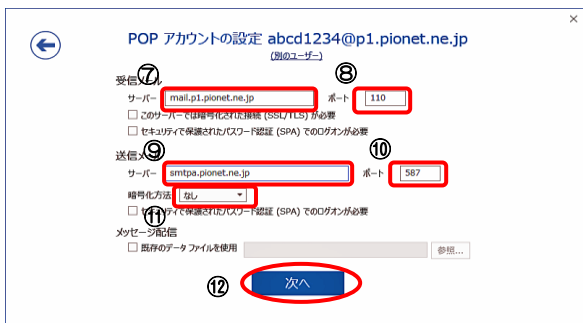 ×
POP アカウントの設定 abcd1234@p1.pionet.ne.jp
(別のユーザー)
⑦ ⑧
受信メール
サーバー mail.p1.pionet.ne.jp ポート 110
このサーバーでは暗号化された接続 (SSL/TLS) が必要
セキュリティで保護されたパスワード認証 (SPA) でのログオンが必要
⑨ ⑩
送信メール
サーバー smtpa.pionet.ne.jp ポート 587
暗号化方法: なし
⑪
セキュリティで保護されたパスワード認証 (SPA) でのログオンが必要
メッセージ配信
既存のデータ ファイルを使用 参照...
⑫ 次へ